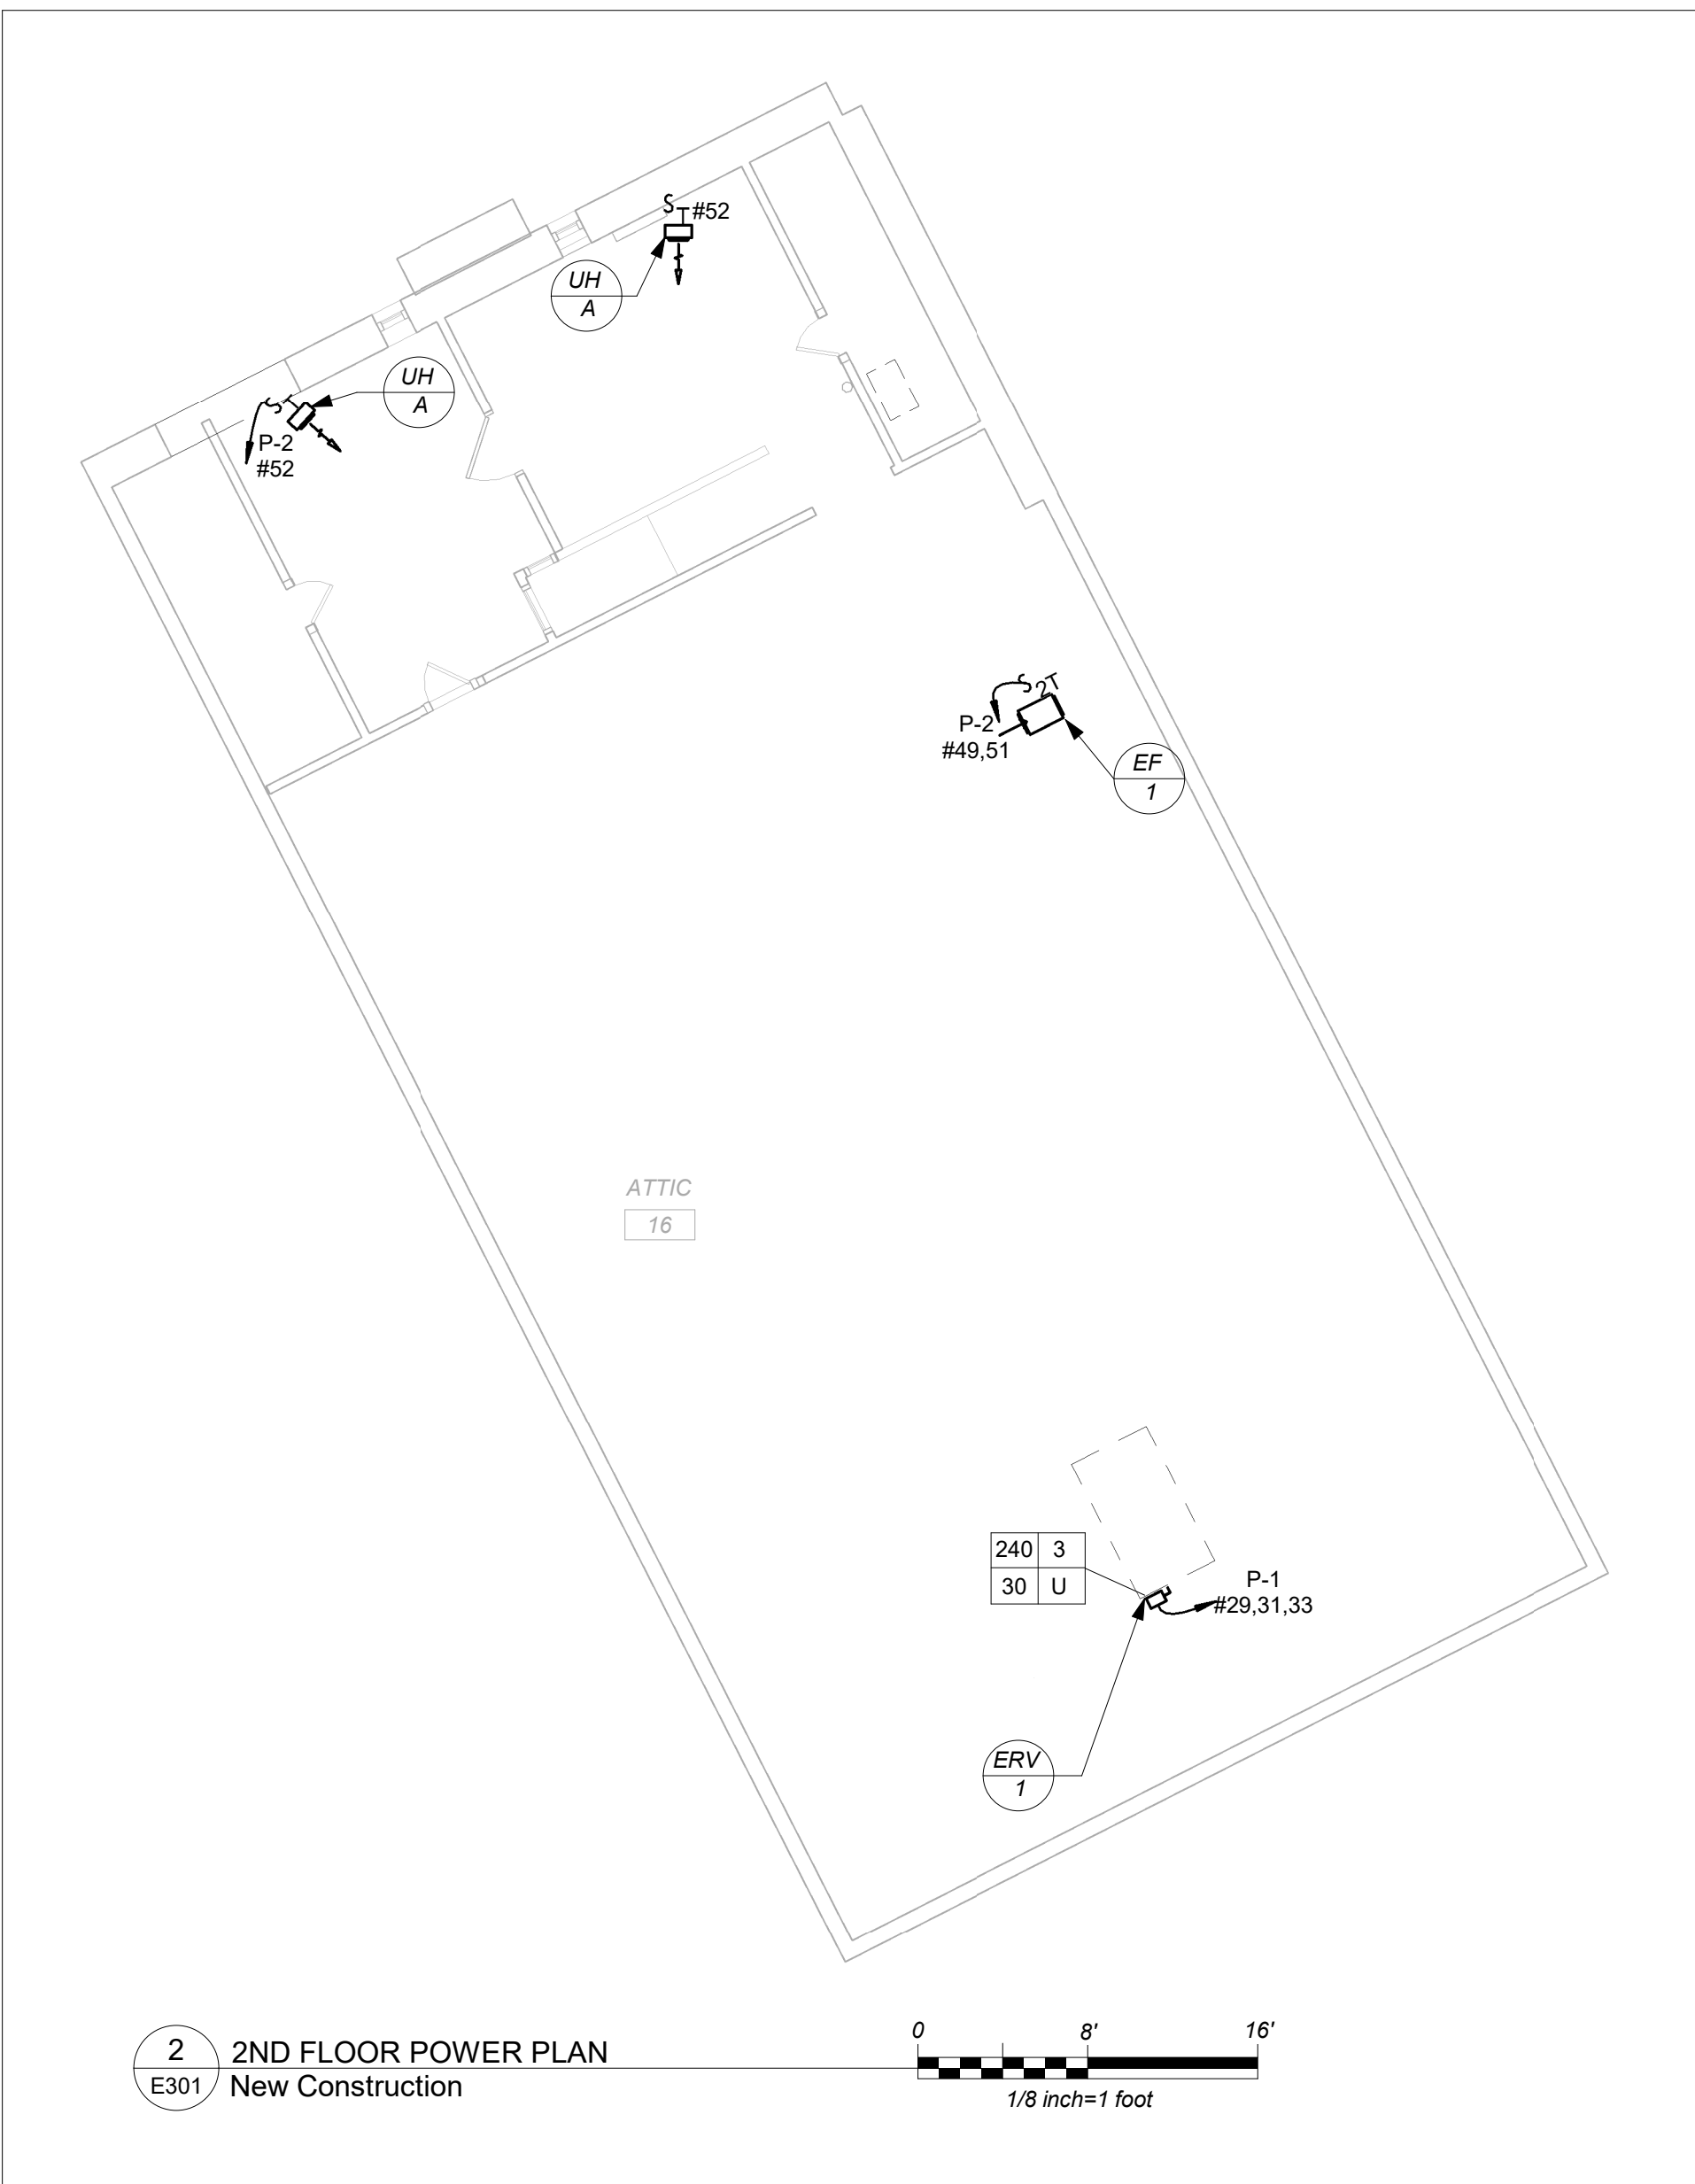 S T #52
UH
A
UH
A
S T
P-2
#52
S 2T
P-2
#49,51
EF
1
ATTIC
16
240 3
30 U
P-1
#29,31,33
ERV
1
2
E301
2ND FLOOR POWER PLAN
New Construction
0 8' 16'
1/8 inch=1 foot